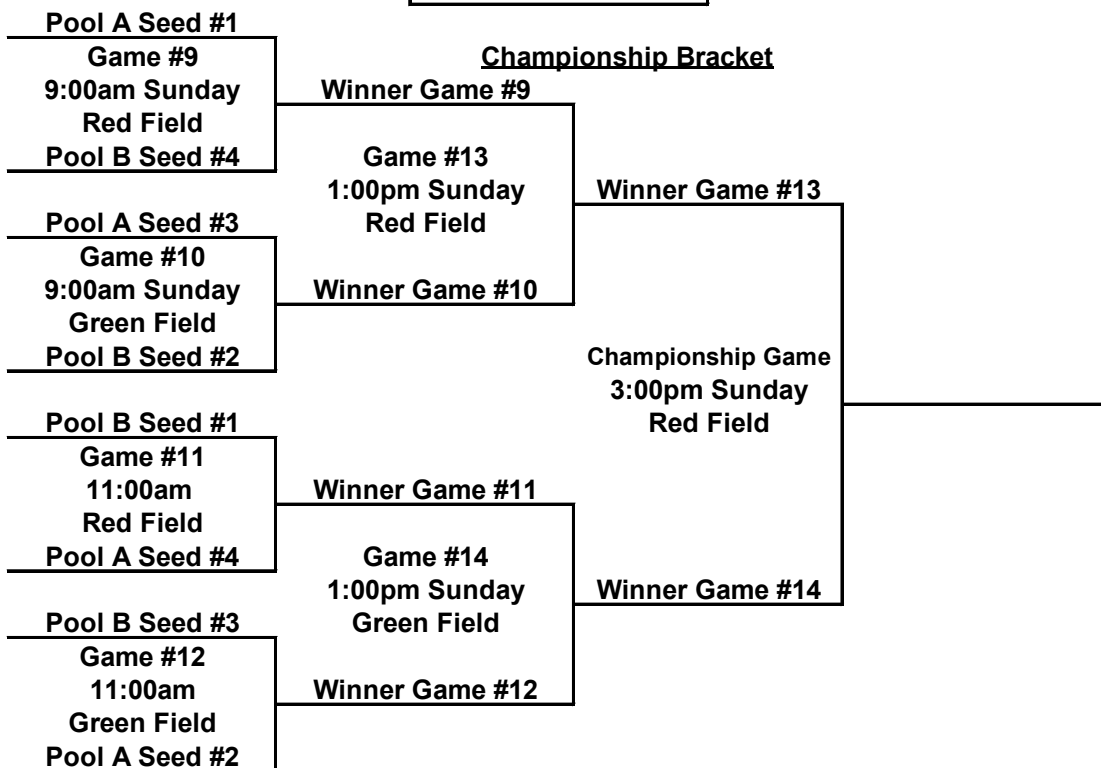 Pool A Seed #1
Game #9
9:00am Sunday
Red Field
Pool B Seed #4
Championship Bracket
Winner Game #9
Game #13
1:00pm Sunday
Red Field
Winner Game #10
Pool A Seed #3
Game #10
9:00am Sunday
Green Field
Pool B Seed #2
Winner Game #13
Championship Game
3:00pm Sunday
Red Field
Winner Game #14
Pool B Seed #1
Game #11
11:00am
Red Field
Pool A Seed #4
Winner Game #11
Game #14
1:00pm Sunday
Green Field
Winner Game #12
Pool B Seed #3
Game #12
11:00am
Green Field
Pool A Seed #2